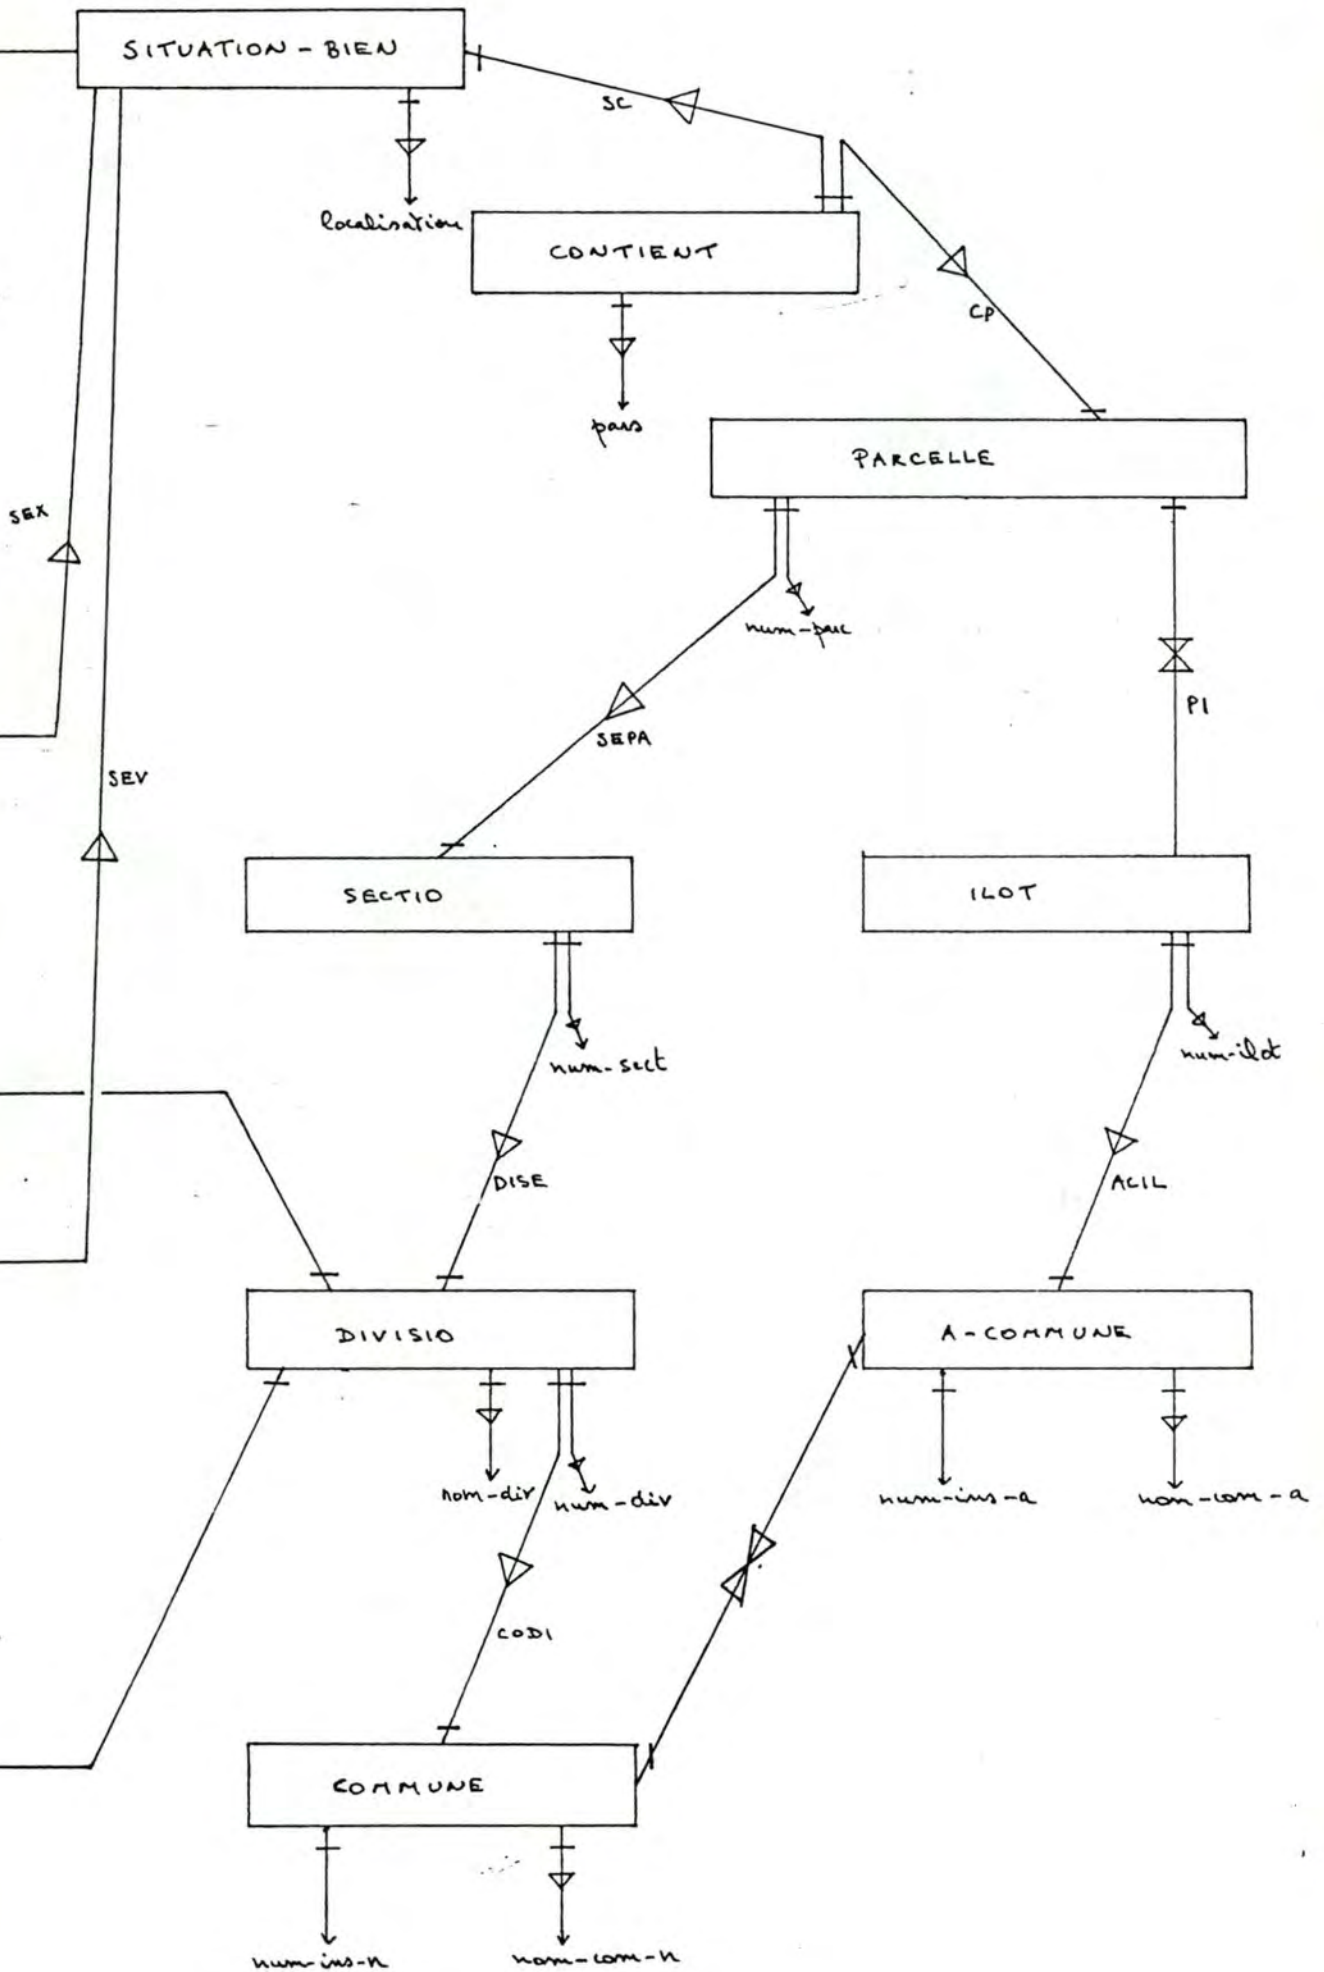 SITUATION - BIEN
SC
localisation
CONTIENT
CP
pars
PARCELLE
SEX
num-parc
PI
SEPA
SEV
SECTIO
ILOT
num-sect
num-ilot
DISE
ACIL
DIVISIO
A-COMMUNE
nom-div
num-div
num-ins-a
nom-com-a
CODI
COMMUNE
num-ins-n
nom-com-n